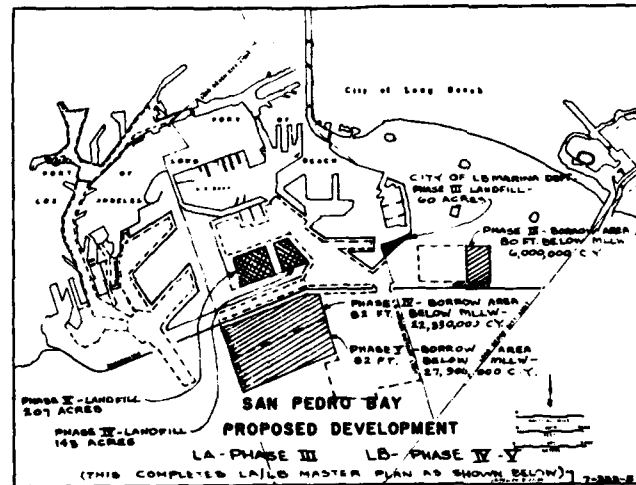 City of Long Beach
PORT OF
LONG BEACH
PORT OF
LOS ANGELES
CITY OF LB MARINA DEPT.
PHASE III LANDFILL-
60 ACRES
PHASE III - BORROW AREA
80 FT. BELOW MLLW
6,000,000 C.Y.
PHASE IV - BORROW AREA
82 FT. BELOW MLLW-
22,330,000 CY.
PHASE V - BORROW AREA
82 FT. BELOW MLLW-
27,900,000 C.Y.
PHASE V - LANDFILL
207 ACRES
PHASE IV - LANDFILL
143 ACRES
SAN PEDRO BAY
PROPOSED DEVELOPMENT
LA - PHASE III LB - PHASE IV - V
(THIS COMPLETED LA/LB MASTER PLAN AS SHOWN BELOW)